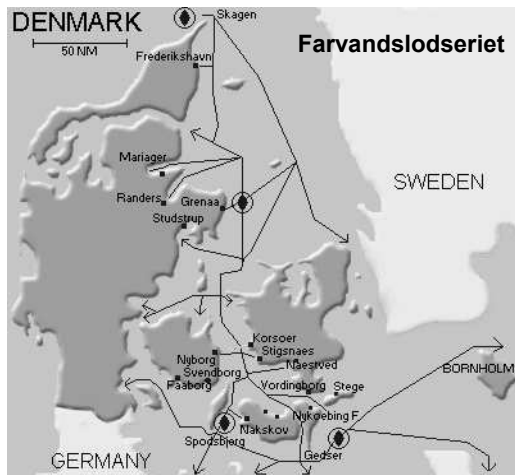 DENMARK
Skagen
50 NM
Farvandslodseriet
Frederikshavn
Mariager
SWEDEN
Randers
Grenaa
Studstrup
Korsoer
Nyborg
Stigsnaes
Svendborg
Naestved
BORNHOLM
Faaborg
Vordingborg
Stege
Nykoebing F.
Nakskov
Spodsbjerg
Gedser
GERMANY